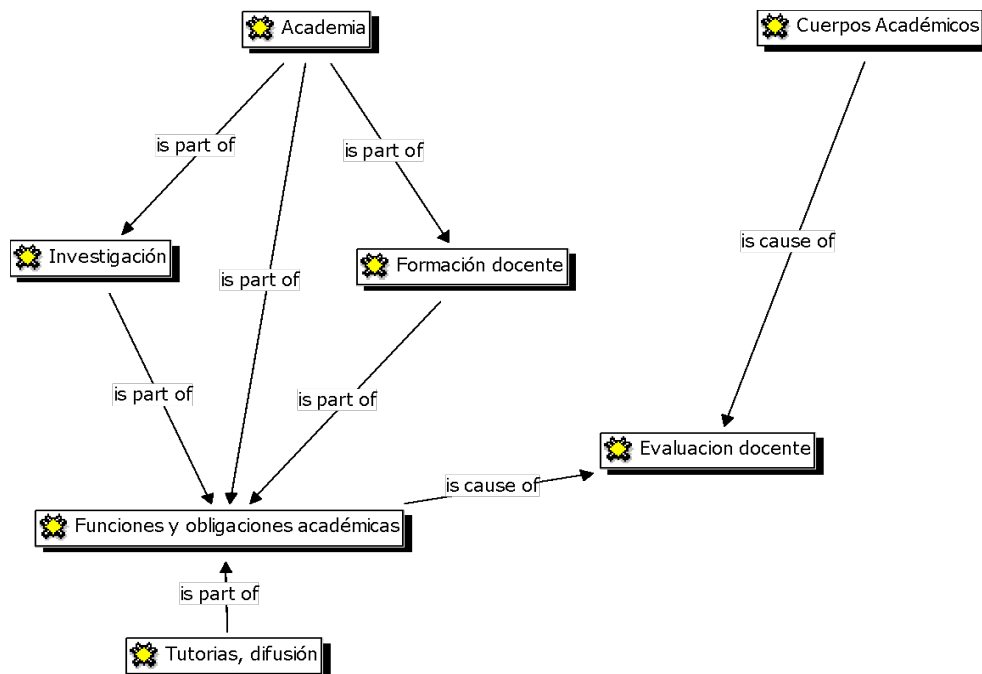 Academia
Cuerpos Académicos
is part of
is part of
is cause of
Investigación
Formación docente
is part of
is part of
is part of
Evaluacion docente
is cause of
Funciones y obligaciones académicas
is part of
Tutorias, difusión